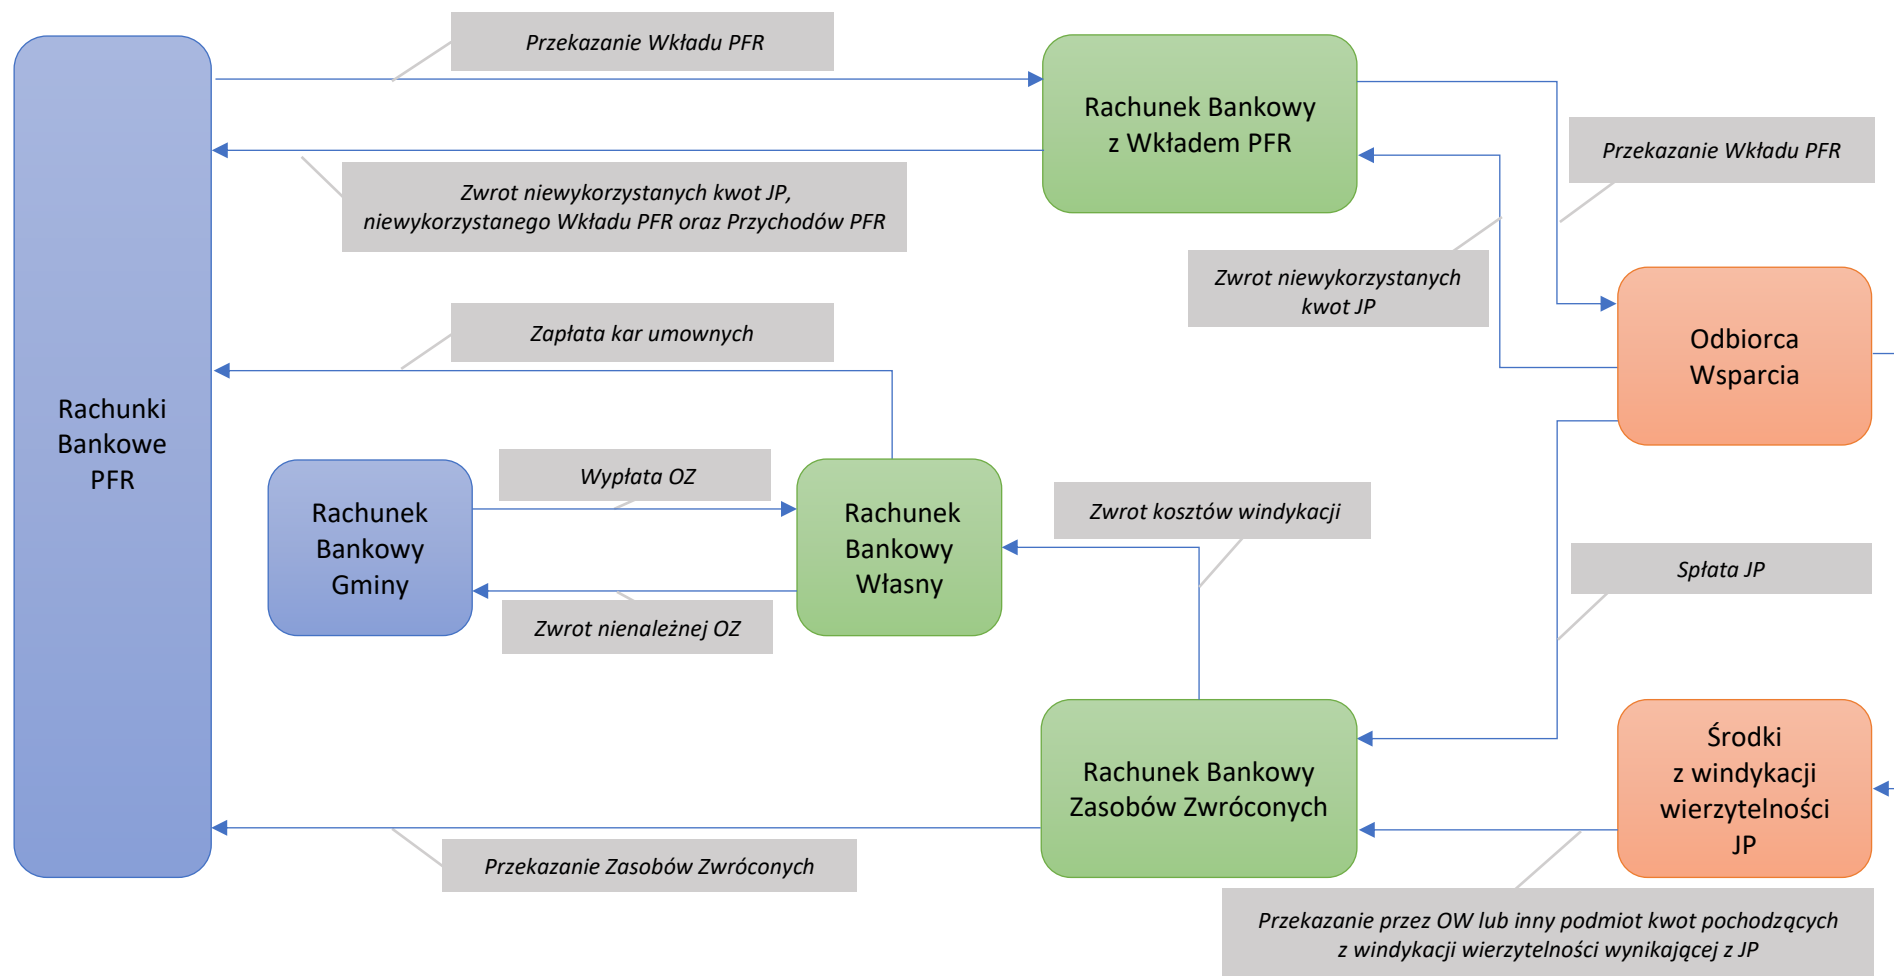 Przekazanie Wkładu PFR
Rachunek Bankowy
z Wkładem PFR
Przekazanie Wkładu PFR
Zwrot niewykorzystanych kwot JP,
niewykorzystanego Wkładu PFR oraz Przychodów PFR
Zwrot niewykorzystanych
kwot JP
Zapłata kar umownych
Odbiorca
Wsparcia
Rachunki
Bankowe
PFR
Wypłata OZ
Rachunek
Bankowy
Gminy
Rachunek
Bankowy
Własny
Zwrot kosztów windykacji
Spłata JP
Zwrot nienależnej OZ
Rachunek Bankowy
Zasobów Zwróconych
Środki
z windykacji
wierzytelności
JP
Przekazanie Zasobów Zwróconych
Przekazanie przez OW lub inny podmiot kwot pochodzących
z windykacji wierzytelności wynikającej z JP